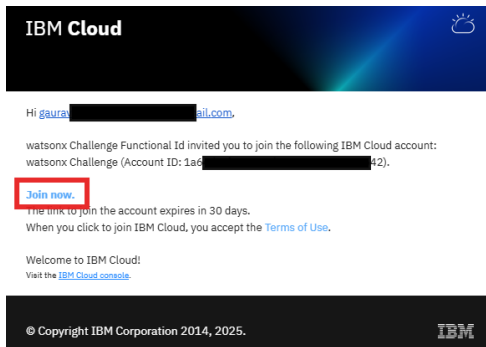 IBM Cloud
Hi gaurav ail.com,
watsonx Challenge Functional Id invited you to join the following IBM Cloud account:
watsonx Challenge (Account ID: 1a6 42).
Join now.
The link to join the account expires in 30 days.
When you click to join IBM Cloud, you accept the Terms of Use.
Welcome to IBM Cloud!
Visit the IBM Cloud console.
© Copyright IBM Corporation 2014, 2025.
IBM